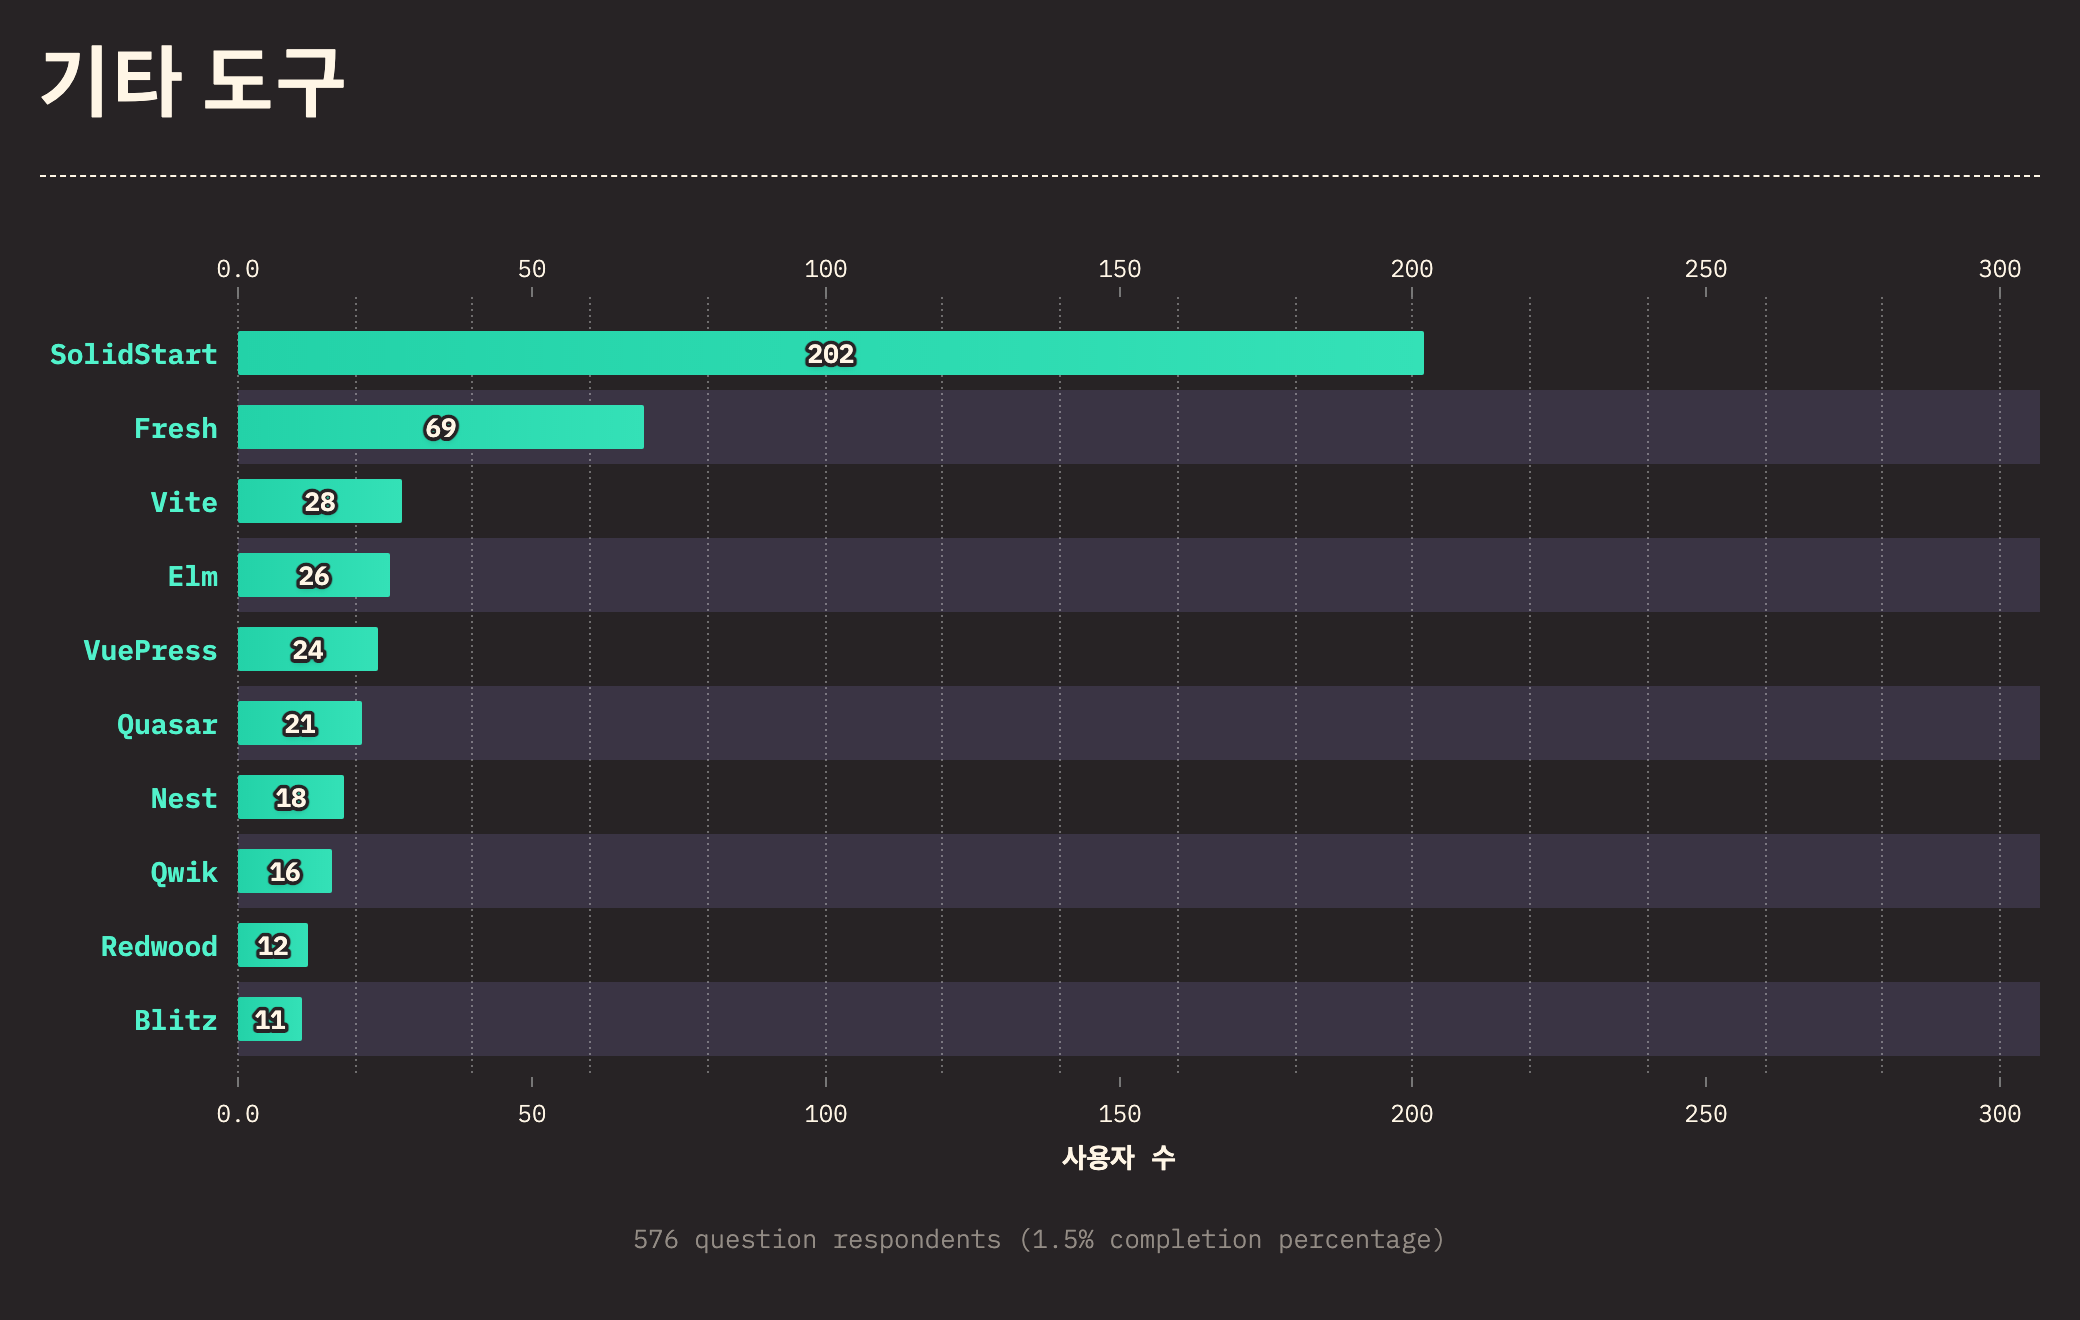 기타 도구
0.0 50 100 150 200 250 300
SolidStart 202
Fresh 69
Vite 28
Elm 26
VuePress 24
Quasar 21
Nest 18
Qwik 16
Redwood 12
Blitz 11
0.0 50 100 150 200 250 300
사용자 수
576 question respondents (1.5% completion percentage)